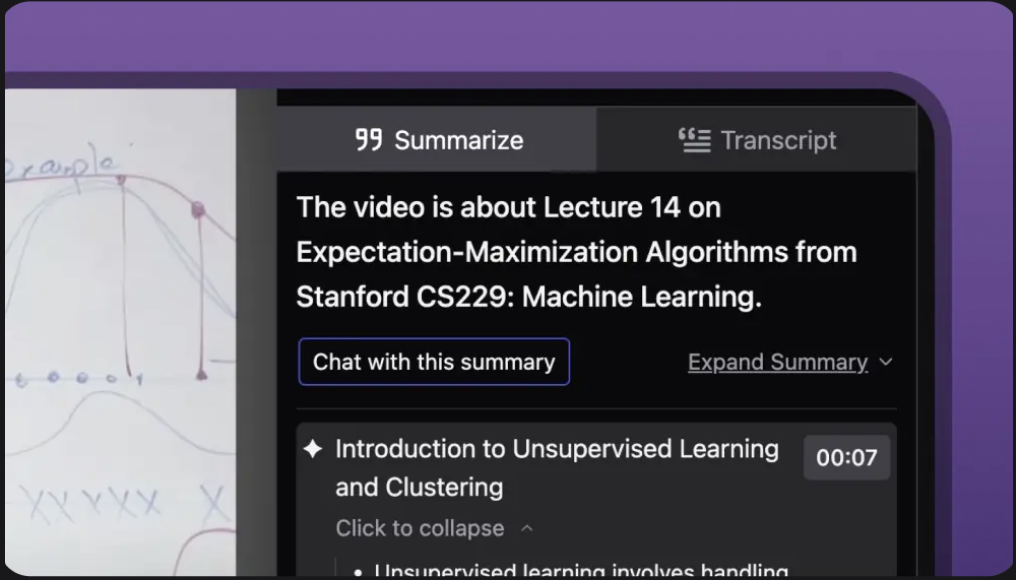 example
Summarize
Transcript
The video is about Lecture 14 on
Expectation-Maximization Algorithms from
Stanford CS229: Machine Learning.
Chat with this summary
Expand Summary
Introduction to Unsupervised Learning
and Clustering
00:07
Click to collapse
• Unsupervised learning involves handling
XX XXX X